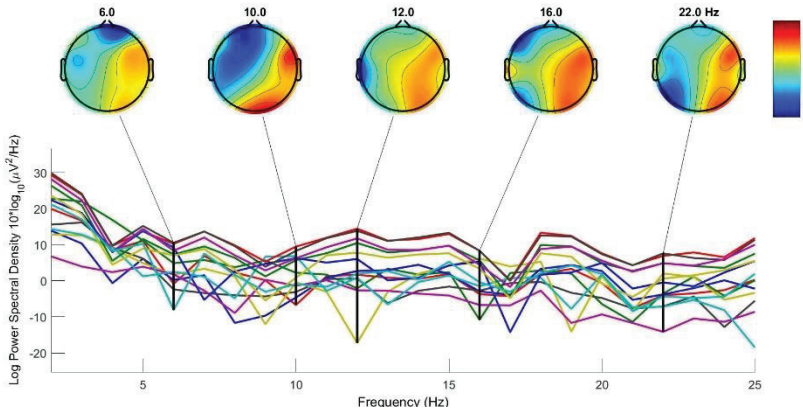 6.0 10.0 12.0 16.0 22.0 Hz
Log Power Spectral Density 10*log10(μV2/Hz)
30
20
10
0
-10
-20
5 10 15 20 25
Frequency (Hz)